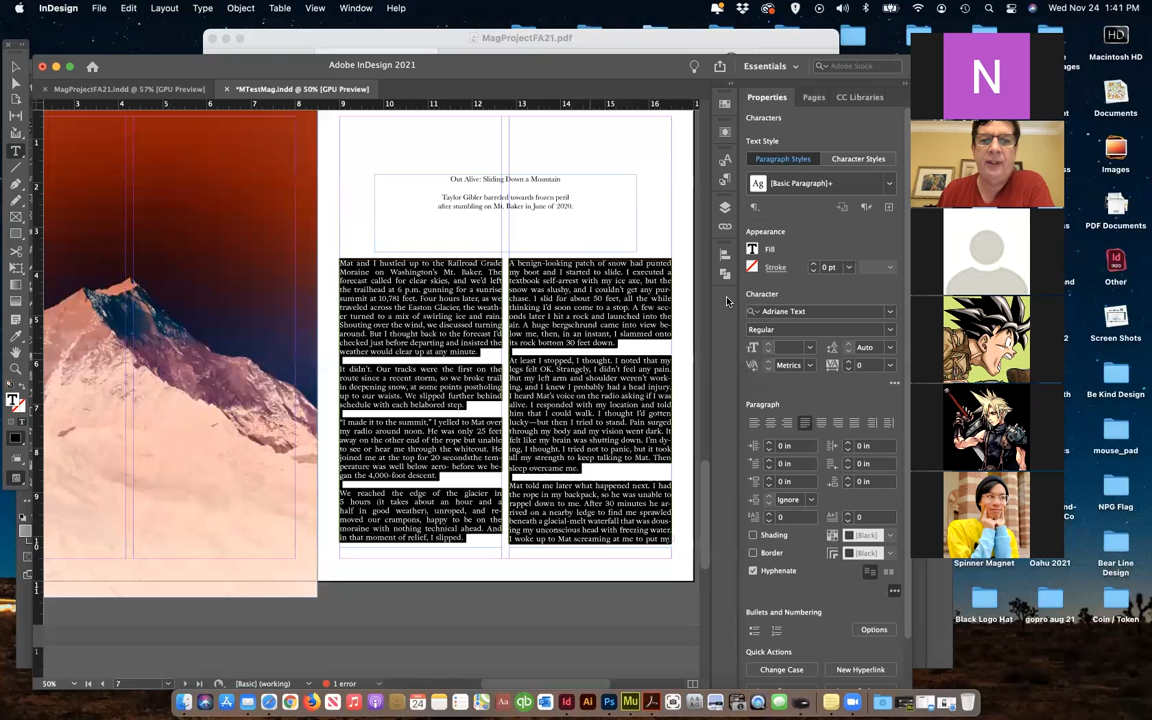 InDesign File Edit Layout Type Object Table View Window Help
Wed Nov 24 1:41 PM
MagProjectFA21.pdf
Adobe InDesign 2021
Essentials
Adobe Stock
MagProjectFA21.indd @ 57% [GPU Preview]
*MTestMag.indd @ 50% [GPU Preview]
3 4 5 6 7 8 9 10 11 12 13 14 15 16
Out Alive: Sliding Down a Mountain
Taylor Gibler barreled towards frozen peril
after stumbling on Mt. Baker in June of 2020.
Mat and I hustled up to the Railroad Grade
Moraine on Washington's Mt. Baker. The
forecast called for clear skies, and we'd left
the trailhead at 6 p.m. gunning for a sunrise
summit at 10,781 feet. Four hours later, as we
traveled across the Easton Glacier, the weath-
er turned to a mix of swirling ice and rain.
Shouting over the wind, we discussed turning
around. But I thought back to the forecast I'd
checked just before departing and insisted the
weather would clear up at any minute.
It didn't. Our tracks were the first on the
route since a recent storm, so we broke trail
in deepening snow, at some points postholing
up to our waists. We slipped further behind
schedule with each belabored step.
"I made it to the summit," I yelled to Mat over
my radio around noon. He was only 25 feet
away on the other end of the rope but unable
to see or hear me through the whiteout. He
joined me at the top for 20 secondsthe tem-
perature was well below zero- before we be-
gan the 4,000-foot descent.
We reached the edge of the glacier in
5 hours (it takes about an hour and a
half in good weather), unroped, and re-
moved our crampons, happy to be on the
moraine with nothing technical ahead. And
in that moment of relief, I slipped.
A benign-looking patch of snow had punted
my boot and I started to slide. I executed a
textbook self-arrest with my ice axe, but the
snow was slushy, and I couldn't get any pur-
chase. I slid for about 50 feet, all the while
thinking I'd soon come to a stop. A few sec-
onds later I hit a rock and launched into the
air. A huge bergschrund came into view be-
low me, then, in an instant, I slammed onto
its rock bottom 30 feet down.
At least I stopped, I thought. I noted that my
legs felt OK. Strangely, I didn't feel any pain.
But my left arm and shoulder weren't work-
ing, and I knew I probably had a head injury.
I heard Mat's voice on the radio asking if I was
alive. I responded with my location and told
him that I could walk. I thought I'd gotten
lucky—but then I tried to stand. Pain surged
through my body and my vision went dark. It
felt like my brain was shutting down. I'm dy-
ing, I thought. I tried not to panic, but it took
all my strength to keep talking to Mat. Then
sleep overcame me.
Mat told me later what happened next. I had
the rope in my backpack, so he was unable to
rappel down to me. After 30 minutes he ar-
rived on a nearby ledge to find me sprawled
beneath a glacial-melt waterfall that was dous-
ing my unconscious head with freezing water.
I woke up to Mat screaming at me to put my
Properties Pages CC Libraries
Characters
Text Style
Paragraph Styles Character Styles
Ag [Basic Paragraph]+
Appearance
Fill
Stroke 0 pt
Character
Adriane Text
Regular
Auto
Metrics 0
Paragraph
0 in 0 in
0 in 0 in
0 in 0 in
Ignore
0 0
Shading [Black]
Border [Black]
Hyphenate
Bullets and Numbering
Options
Quick Actions
Change Case New Hyperlink
50% 7 [Basic] (working) 1 error
N
HD
Macintosh HD
Documents
Images
PDF Documents
Other
Screen Shots
Be Kind Design
mouse_pad
NPG Flag
Spinner Magnet Oahu 2021 Bear Line
Design
Black Logo Hat gopro aug 21 Coin / Token